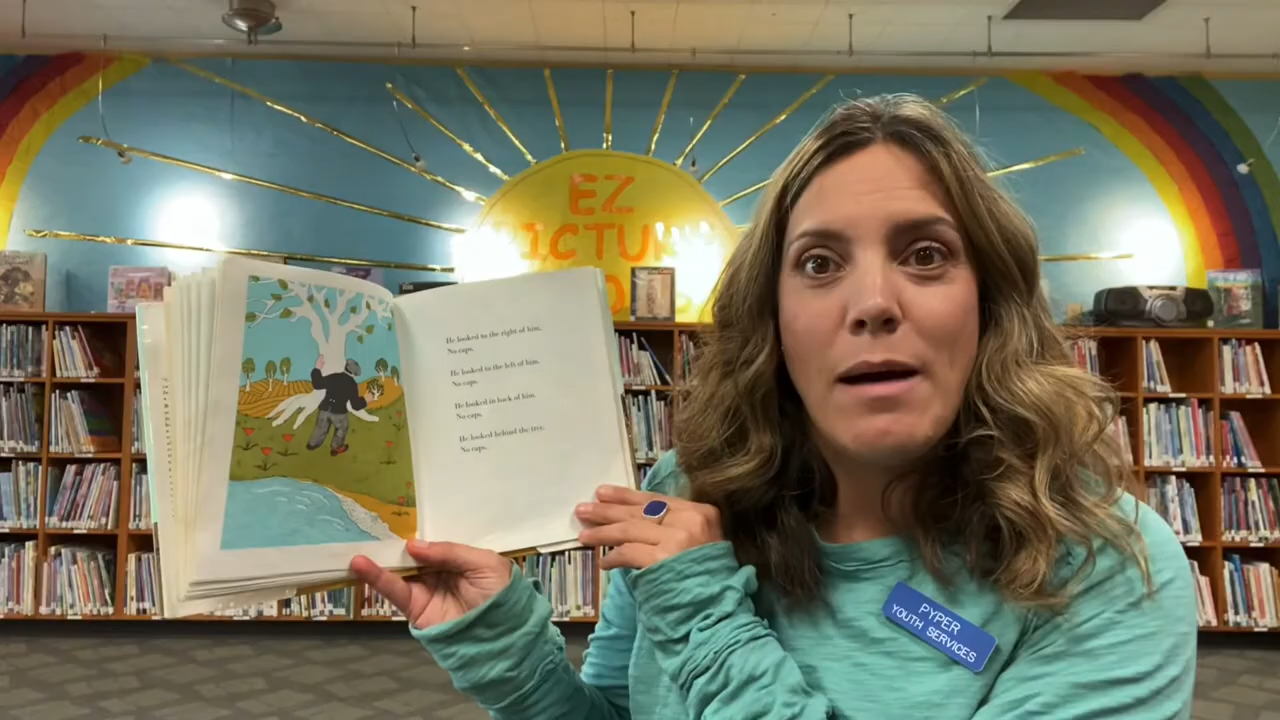 EZ
He looked to the right of him.
No caps.
He looked to the left of him.
No caps.
He looked in back of him.
No caps.
He looked behind the tree.
No caps.
PYPER
YOUTH SERVICES